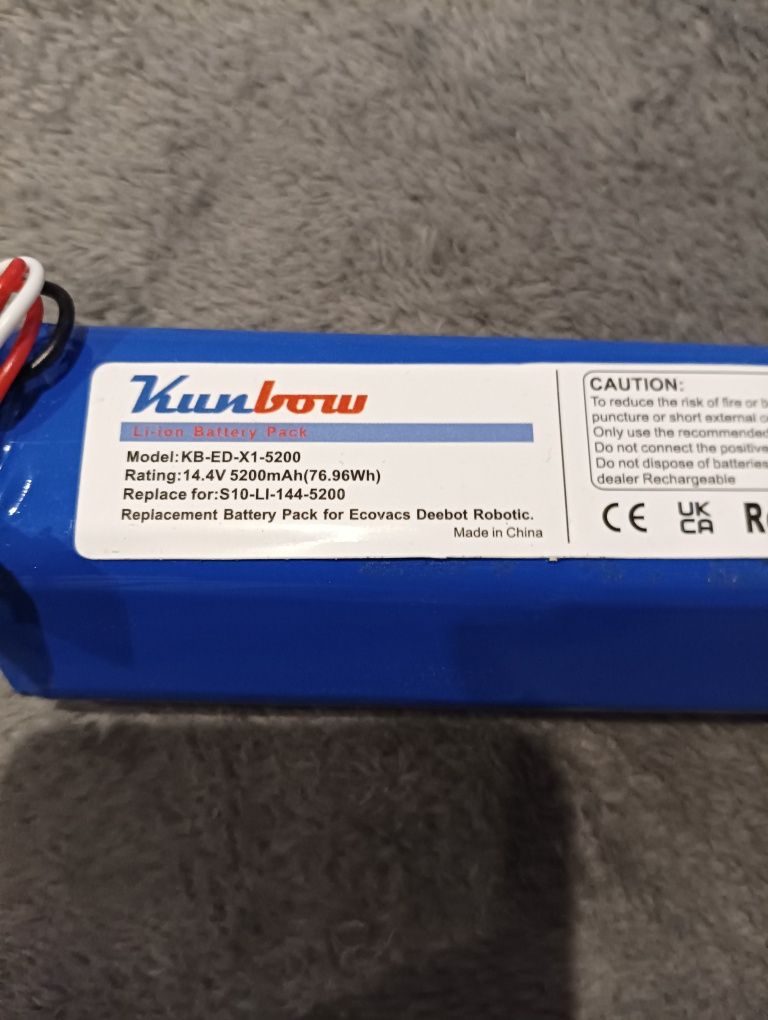 Kunbow
Li-ion Battery Pack
Model:KB-ED-X1-5200
Rating:14.4V 5200mAh(76.96Wh)
Replace for:S10-LI-144-5200
Replacement Battery Pack for Ecovacs Deebot Robotic.
Made in China
CAUTION:
To reduce the risk of fire or
puncture or short external
Only use the recommended
Do not connect the positive
Do not dispose of batteries
dealer Rechargeable
CE UK
CA